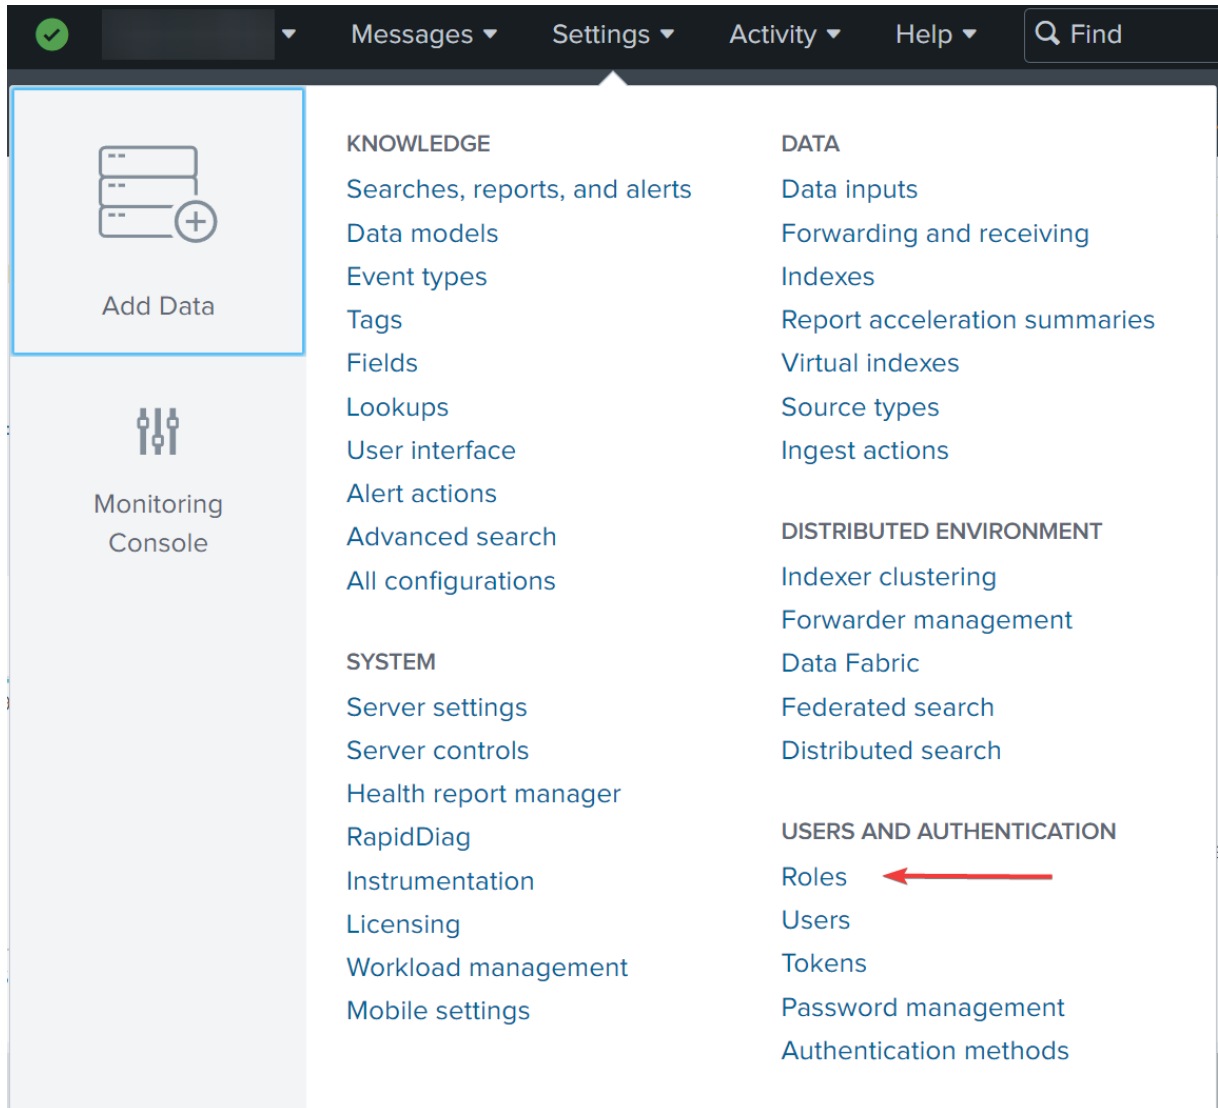 Messages Settings Activity Help Find
Add Data
Monitoring
Console
KNOWLEDGE
Searches, reports, and alerts
Data models
Event types
Tags
Fields
Lookups
User interface
Alert actions
Advanced search
All configurations
SYSTEM
Server settings
Server controls
Health report manager
RapidDiag
Instrumentation
Licensing
Workload management
Mobile settings
DATA
Data inputs
Forwarding and receiving
Indexes
Report acceleration summaries
Virtual indexes
Source types
Ingest actions
DISTRIBUTED ENVIRONMENT
Indexer clustering
Forwarder management
Data Fabric
Federated search
Distributed search
USERS AND AUTHENTICATION
Roles
Users
Tokens
Password management
Authentication methods